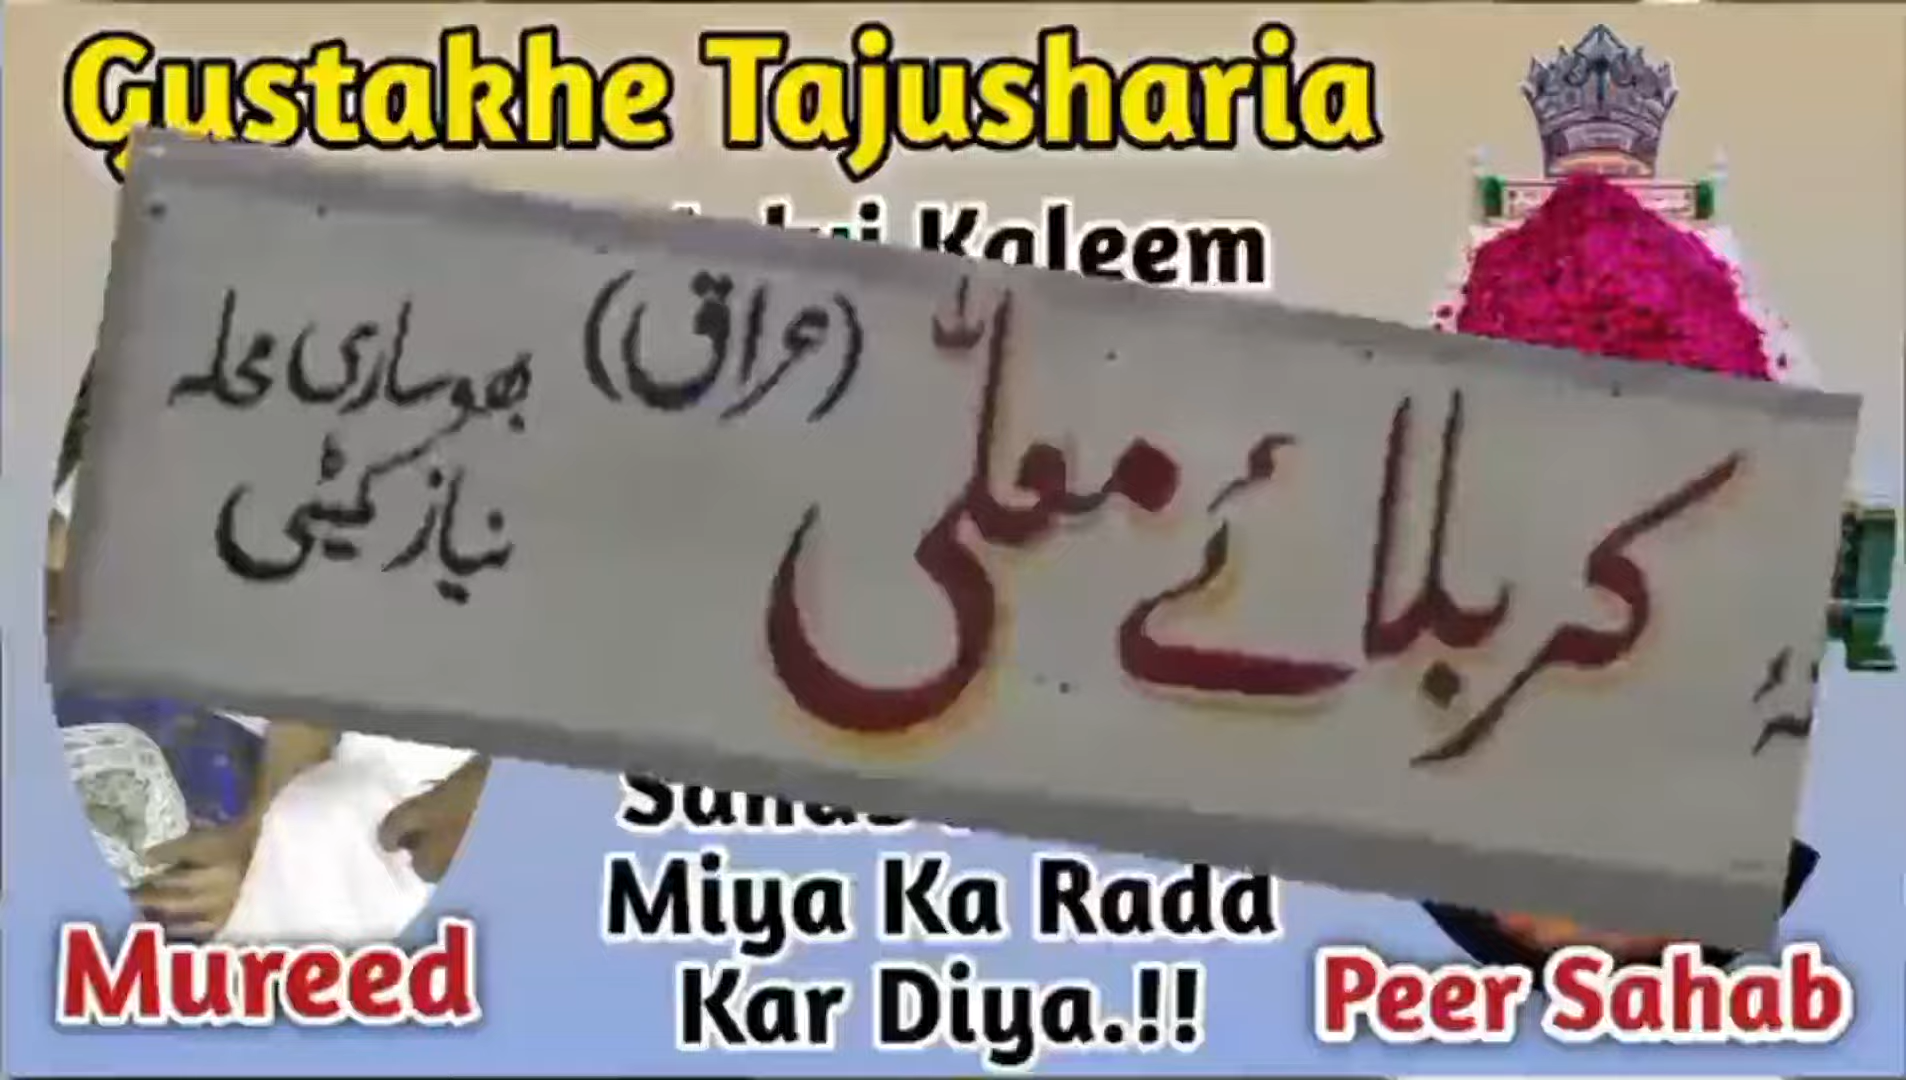 Gustakhe Tajusharia
Kaleem
کربلائے معلّٰی (عراق)
بھوساری محلہ
نیاز کمیٹی
Miya Ka Rada
Kar Diya.!!
Mureed
Peer Sahab